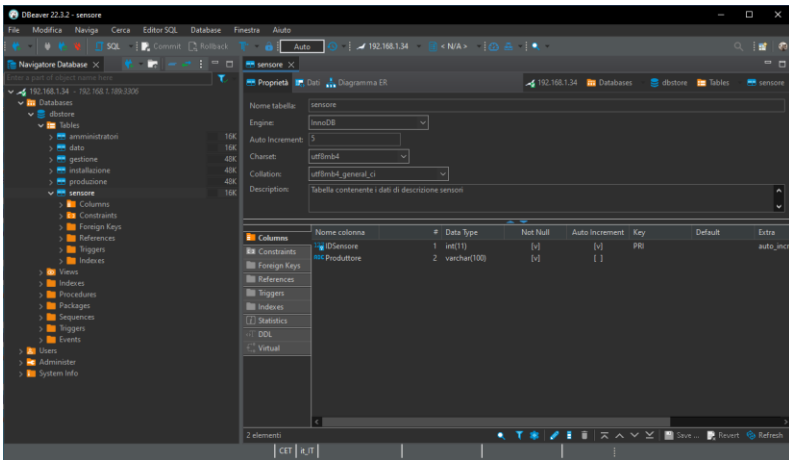 DBeaver 22.3.2 - sensore
File Modifica Naviga Cerca Editor SQL Database Finestra Aiuto
SQL Commit Rollback Auto 192.168.1.34 < N/A >
Navigatore Database
Enter a part of object name here
192.168.1.34 - 192.168.1.189:3306
Databases
dbstore
Tables
amministratori 16K
dato 16K
gestione 48K
installazione 48K
produzione 48K
sensore 16K
Columns
Constraints
Foreign Keys
References
Triggers
Indexes
Views
Indexes
Procedures
Packages
Sequences
Triggers
Events
Users
Administer
System Info
sensore
Proprietà Dati Diagramma ER 192.168.1.34 Databases dbstore Tables sensore
Nome tabella: sensore
Engine: InnoDB
Auto Increment: 5
Charset: utf8mb4
Collation: utf8mb4_general_ci
Description: Tabella contenente i dati di descrizione sensori
Columns
Constraints
Foreign Keys
References
Triggers
Indexes
Statistics
DDL
Virtual
Nome colonna # Data Type Not Null Auto Increment Key Default Extra
IDSensore 1 int(11) [v] [v] PRI auto_incr
Produttore 2 varchar(100) [v] [ ]
2 elementi Save ... Revert Refresh
CET it_IT